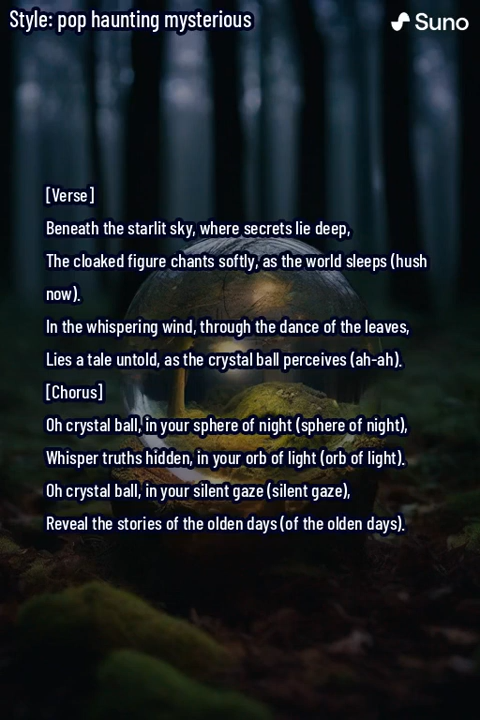 Style: pop haunting mysterious
Suno
[Verse]
Beneath the starlit sky, where secrets lie deep,
The cloaked figure chants softly, as the world sleeps (hush
now).
In the whispering wind, through the dance of the leaves,
Lies a tale untold, as the crystal ball perceives (ah-ah).
[Chorus]
Oh crystal ball, in your sphere of night (sphere of night),
Whisper truths hidden, in your orb of light (orb of light).
Oh crystal ball, in your silent gaze (silent gaze),
Reveal the stories of the olden days (of the olden days).